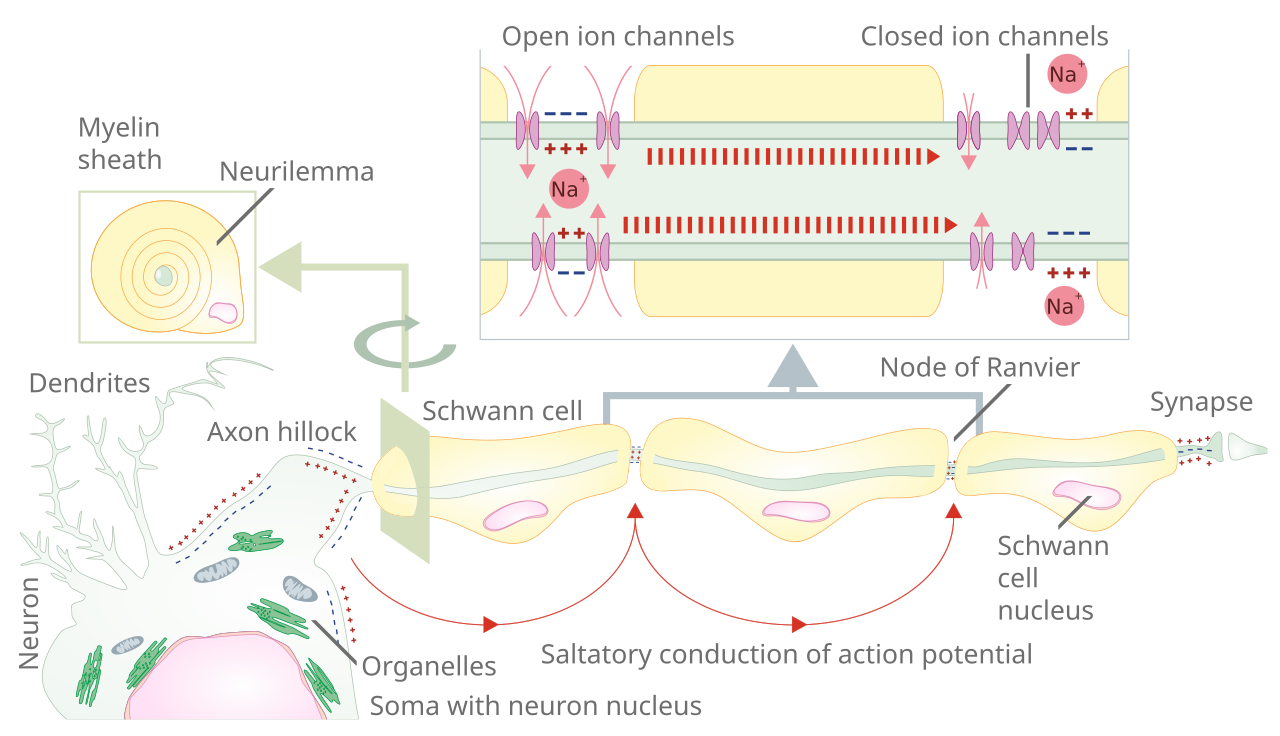 Open ion channels
Closed ion channels
Na+
++
−−
−−−
+++
Na+
++
−−
−−−
+++
Na+
Myelin
sheath
Neurilemma
Dendrites
Axon hillock
Schwann cell
Node of Ranvier
Synapse
Schwann
cell
nucleus
Neuron
Organelles
Saltatory conduction of action potential
Soma with neuron nucleus